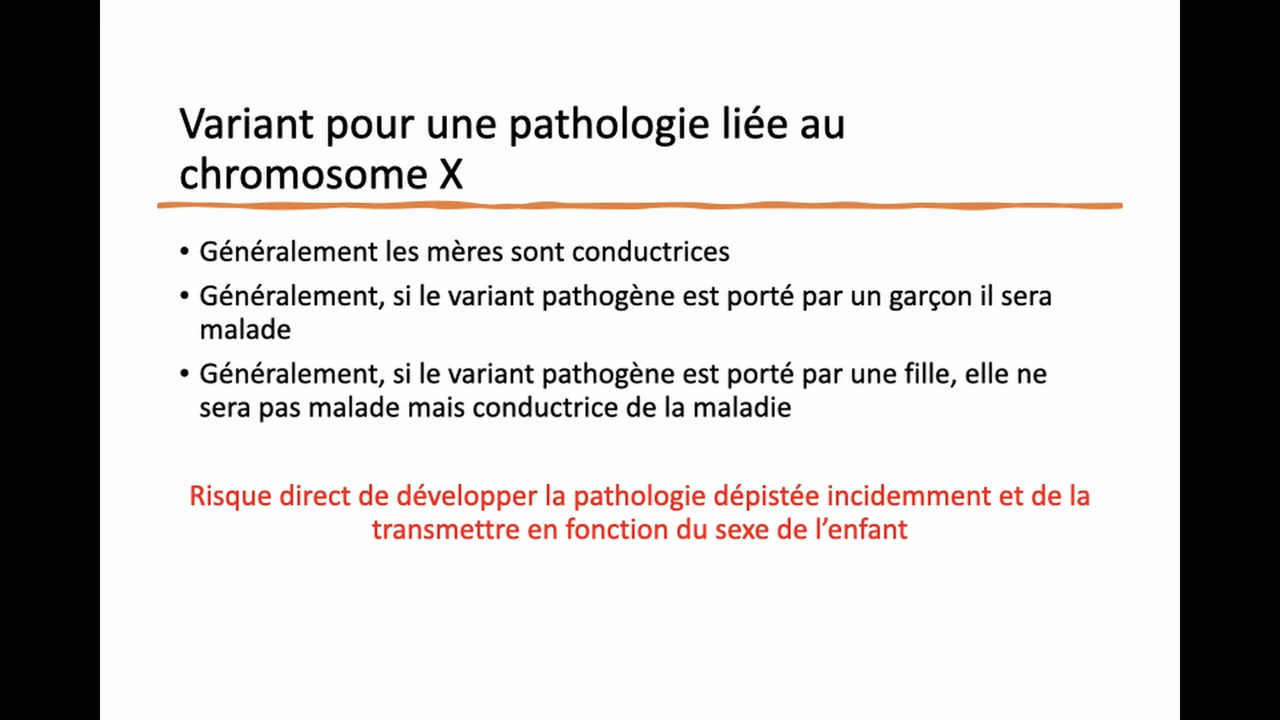 Variant pour une pathologie liée au
chromosome X
• Généralement les mères sont conductrices
• Généralement, si le variant pathogène est porté par un garçon il sera
malade
• Généralement, si le variant pathogène est porté par une fille, elle ne
sera pas malade mais conductrice de la maladie
Risque direct de développer la pathologie dépistée incidemment et de la
transmettre en fonction du sexe de l’enfant